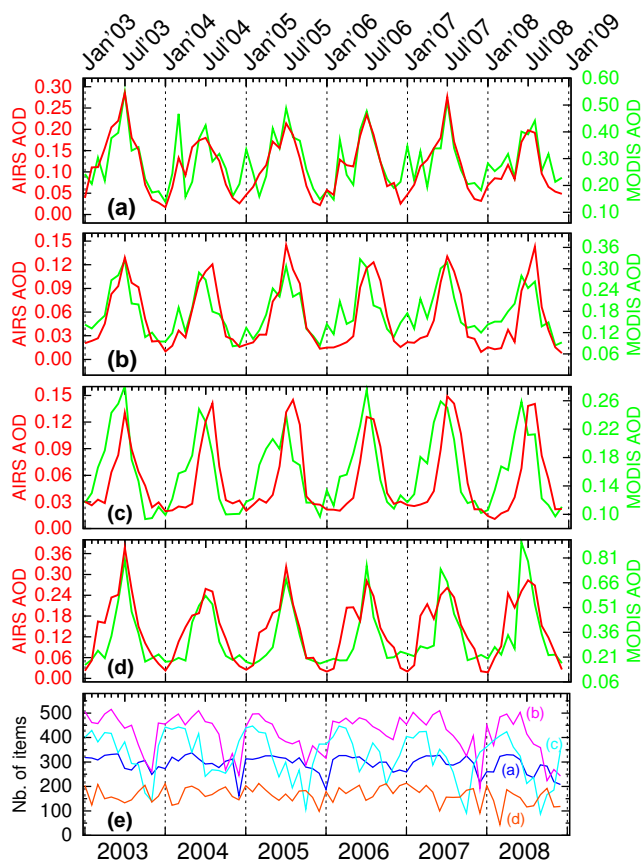 Jan'03 Jul'03 Jan'04 Jul'04 Jan'05 Jul'05 Jan'06 Jul'06 Jan'07 Jul'07 Jan'08 Jul'08 Jan'09
0.30 0.60
0.25 0.50
0.20 0.40
0.15 0.30
0.10 0.20
0.05 0.10
0.00
AIRS AOD
MODIS AOD
(a)
0.15 0.36
0.12 0.30
0.09 0.24
0.06 0.18
0.03 0.12
0.00 0.06
AIRS AOD
MODIS AOD
(b)
0.15 0.26
0.12 0.22
0.09 0.18
0.06 0.14
0.03 0.10
0.00
AIRS AOD
MODIS AOD
(c)
0.36 0.81
0.30 0.66
0.24 0.51
0.18 0.36
0.12 0.21
0.06 0.06
0.00
AIRS AOD
MODIS AOD
(d)
500
400
300
200
100
0
Nb. of items
(b)
(c)
(a)
(d)
(e)
2003 2004 2005 2006 2007 2008